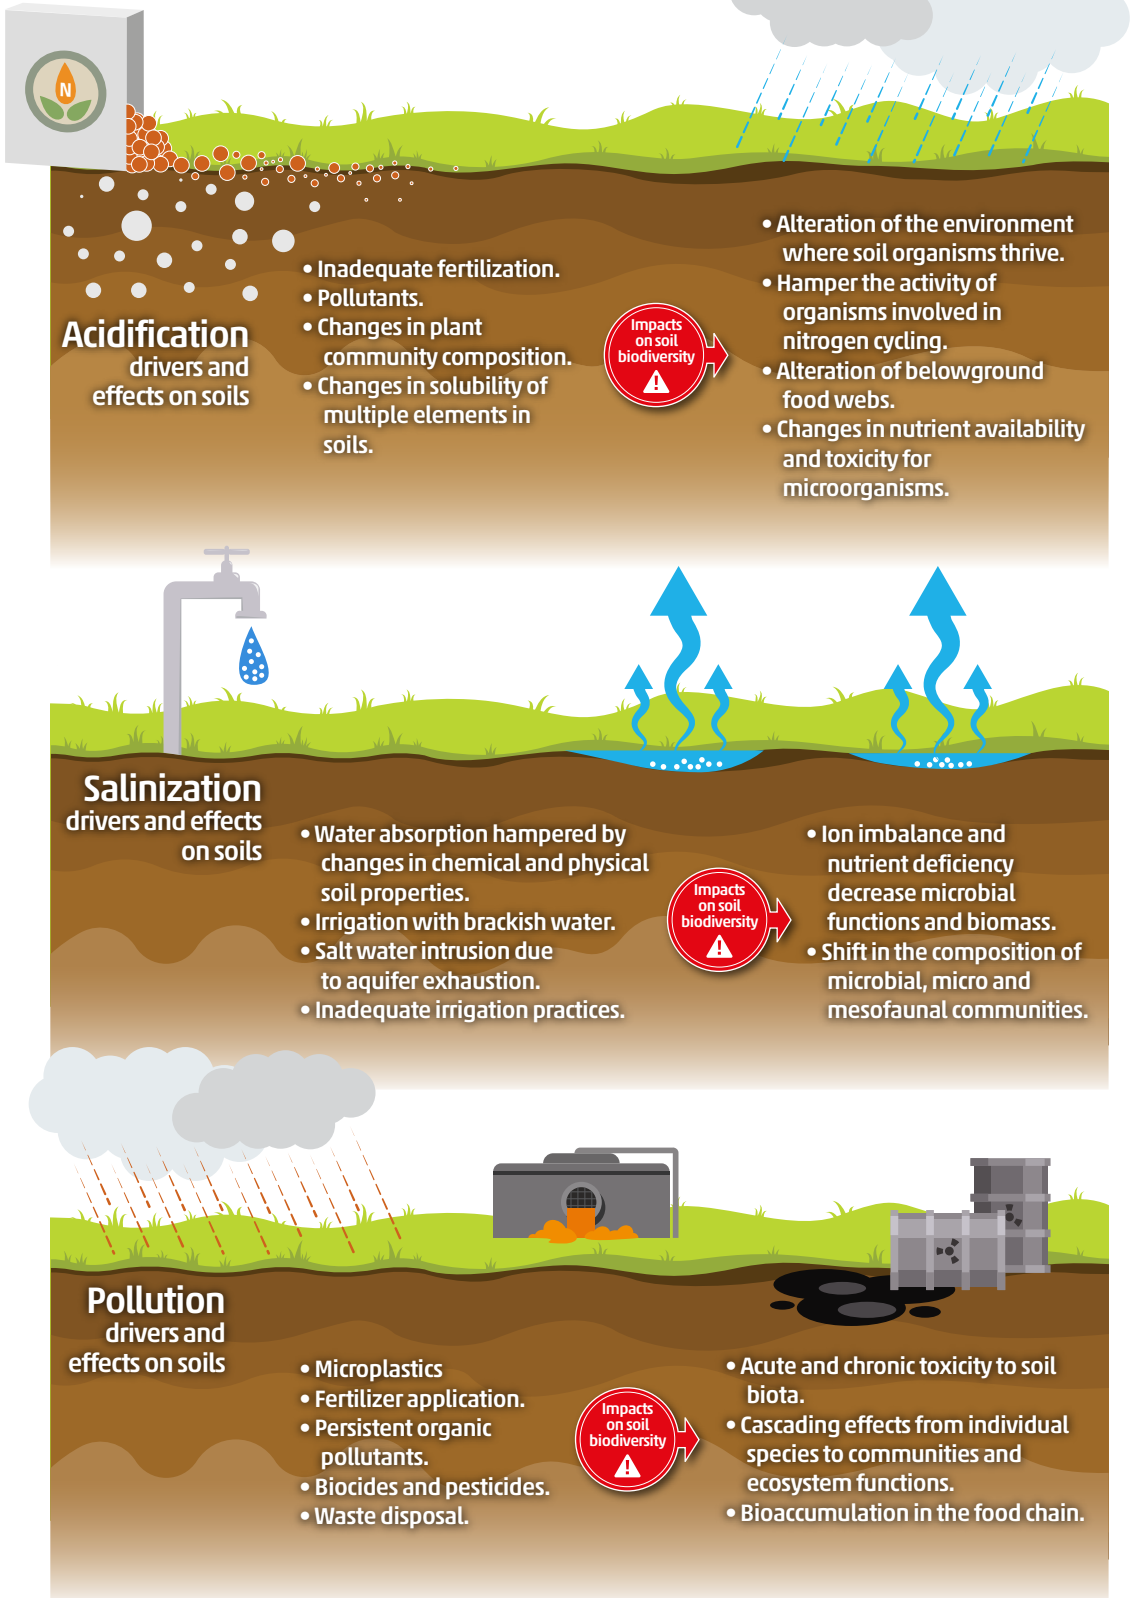 N
Acidification
drivers and
effects on soils
• Inadequate fertilization.
• Pollutants.
• Changes in plant
community composition.
• Changes in solubility of
multiple elements in
soils.
Impacts
on soil
biodiversity
• Alteration of the environment
where soil organisms thrive.
• Hamper the activity of
organisms involved in
nitrogen cycling.
• Alteration of belowground
food webs.
• Changes in nutrient availability
and toxicity for
microorganisms.
Salinization
drivers and effects
on soils
• Water absorption hampered by
changes in chemical and physical
soil properties.
• Irrigation with brackish water.
• Salt water intrusion due
to aquifer exhaustion.
• Inadequate irrigation practices.
Impacts
on soil
biodiversity
• Ion imbalance and
nutrient deficiency
decrease microbial
functions and biomass.
• Shift in the composition of
microbial, micro and
mesofaunal communities.
Pollution
drivers and
effects on soils
• Microplastics
• Fertilizer application.
• Persistent organic
pollutants.
• Biocides and pesticides.
• Waste disposal.
Impacts
on soil
biodiversity
• Acute and chronic toxicity to soil
biota.
• Cascading effects from individual
species to communities and
ecosystem functions.
• Bioaccumulation in the food chain.